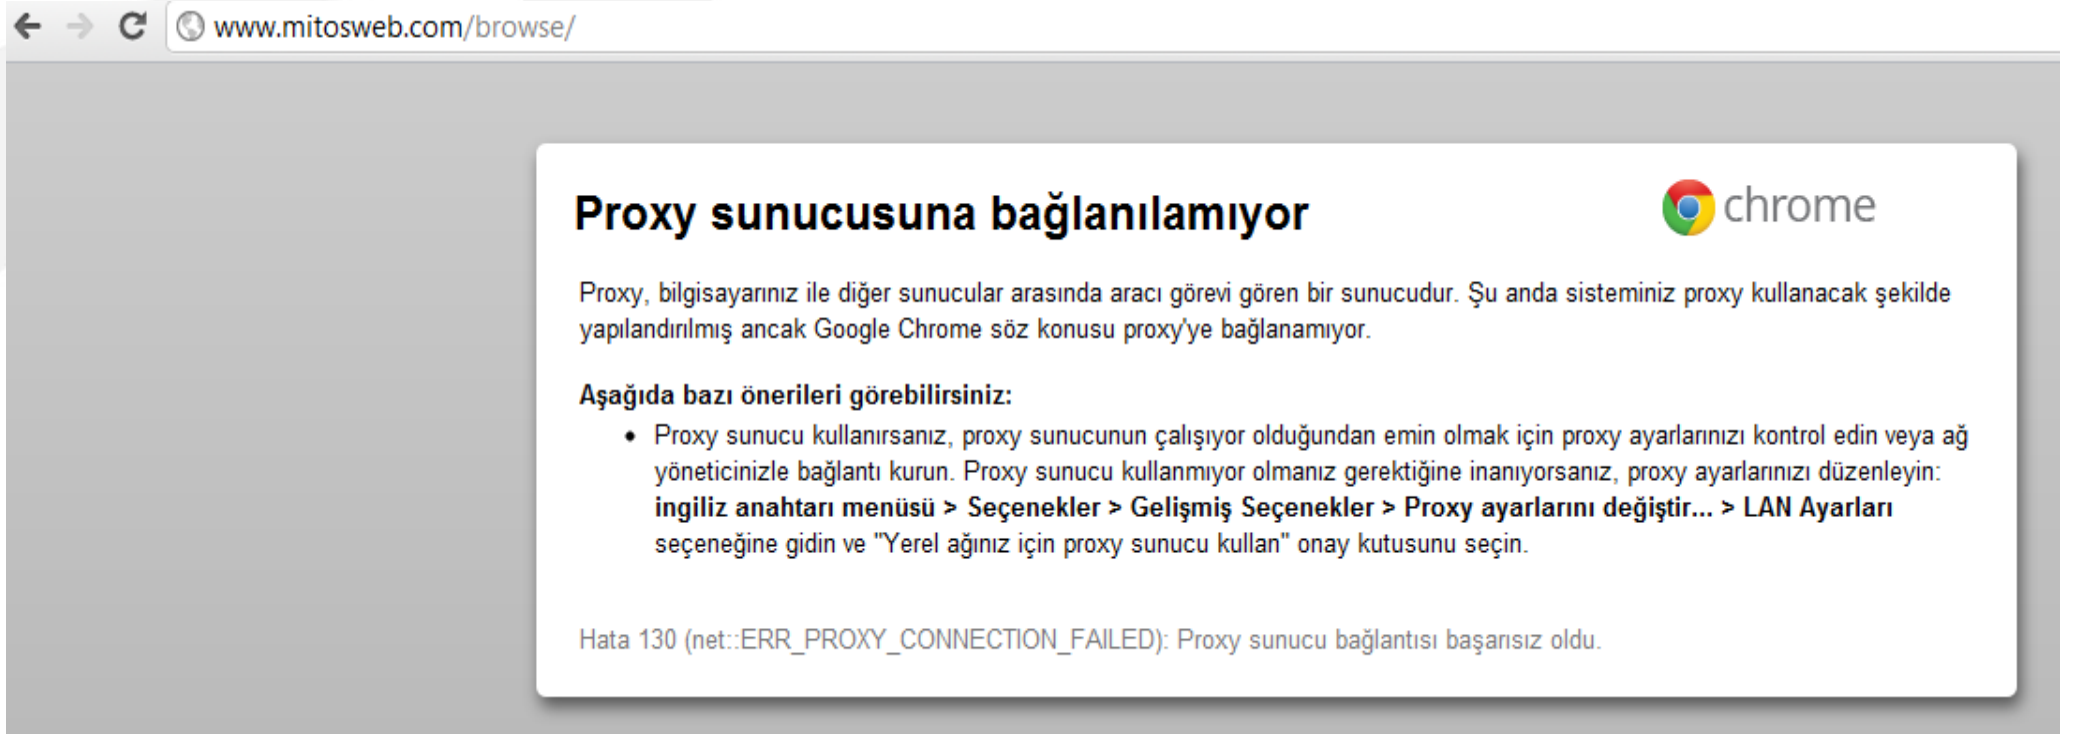 www.mitosweb.com/browse/
Proxy sunucusuna bağlanılamıyor
chrome
Proxy, bilgisayarınız ile diğer sunucular arasında aracı görevi gören bir sunucudur. Şu anda sisteminiz proxy kullanacak şekilde
yapılandırılmış ancak Google Chrome söz konusu proxy'ye bağlanamıyor.
Aşağıda bazı önerileri görebilirsiniz:
• Proxy sunucu kullanırsanız, proxy sunucunun çalışıyor olduğundan emin olmak için proxy ayarlarınızı kontrol edin veya ağ
yöneticinizle bağlantı kurun. Proxy sunucu kullanmıyor olmanız gerektiğine inanıyorsanız, proxy ayarlarınızı düzenleyin:
ingiliz anahtarı menüsü > Seçenekler > Gelişmiş Seçenekler > Proxy ayarlarını değiştir... > LAN Ayarları
seçeneğine gidin ve "Yerel ağınız için proxy sunucu kullan" onay kutusunu seçin.
Hata 130 (net::ERR_PROXY_CONNECTION_FAILED): Proxy sunucu bağlantısı başarısız oldu.